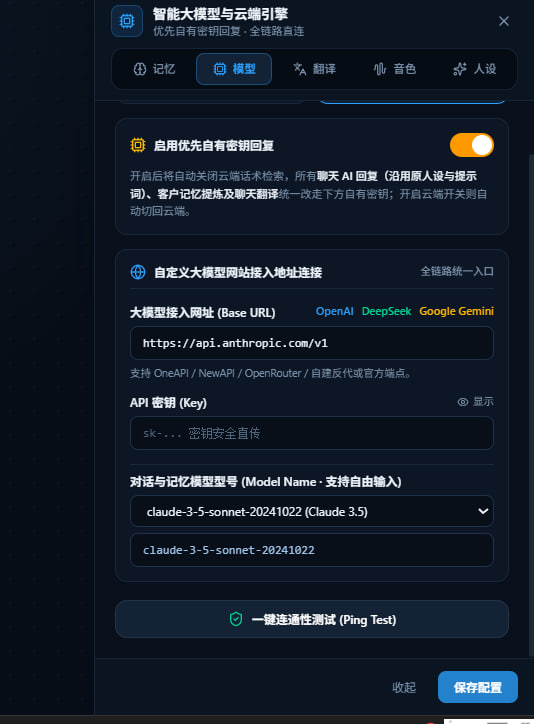 智能大模型与云端引擎
优先自有密钥回复 · 全链路直连
记忆 模型 翻译 音色 人设
启用优先自有密钥回复
开启后将自动关闭云端话术检索，所有聊天 AI 回复（沿用原人设与提示
词）、客户记忆提炼及聊天翻译统一改走下方自有密钥；开启云端开关则自
动切回云端。
自定义大模型网站接入地址连接 全链路统一入口
大模型接入网址 (Base URL) OpenAI DeepSeek Google Gemini
https://api.anthropic.com/v1
支持 OneAPI / NewAPI / OpenRouter / 自建反代或官方端点。
API 密钥 (Key) 显示
sk-... 密钥安全直传
对话与记忆模型型号 (Model Name · 支持自由输入)
claude-3-5-sonnet-20241022 (Claude 3.5)
claude-3-5-sonnet-20241022
一键连通性测试 (Ping Test)
收起 保存配置